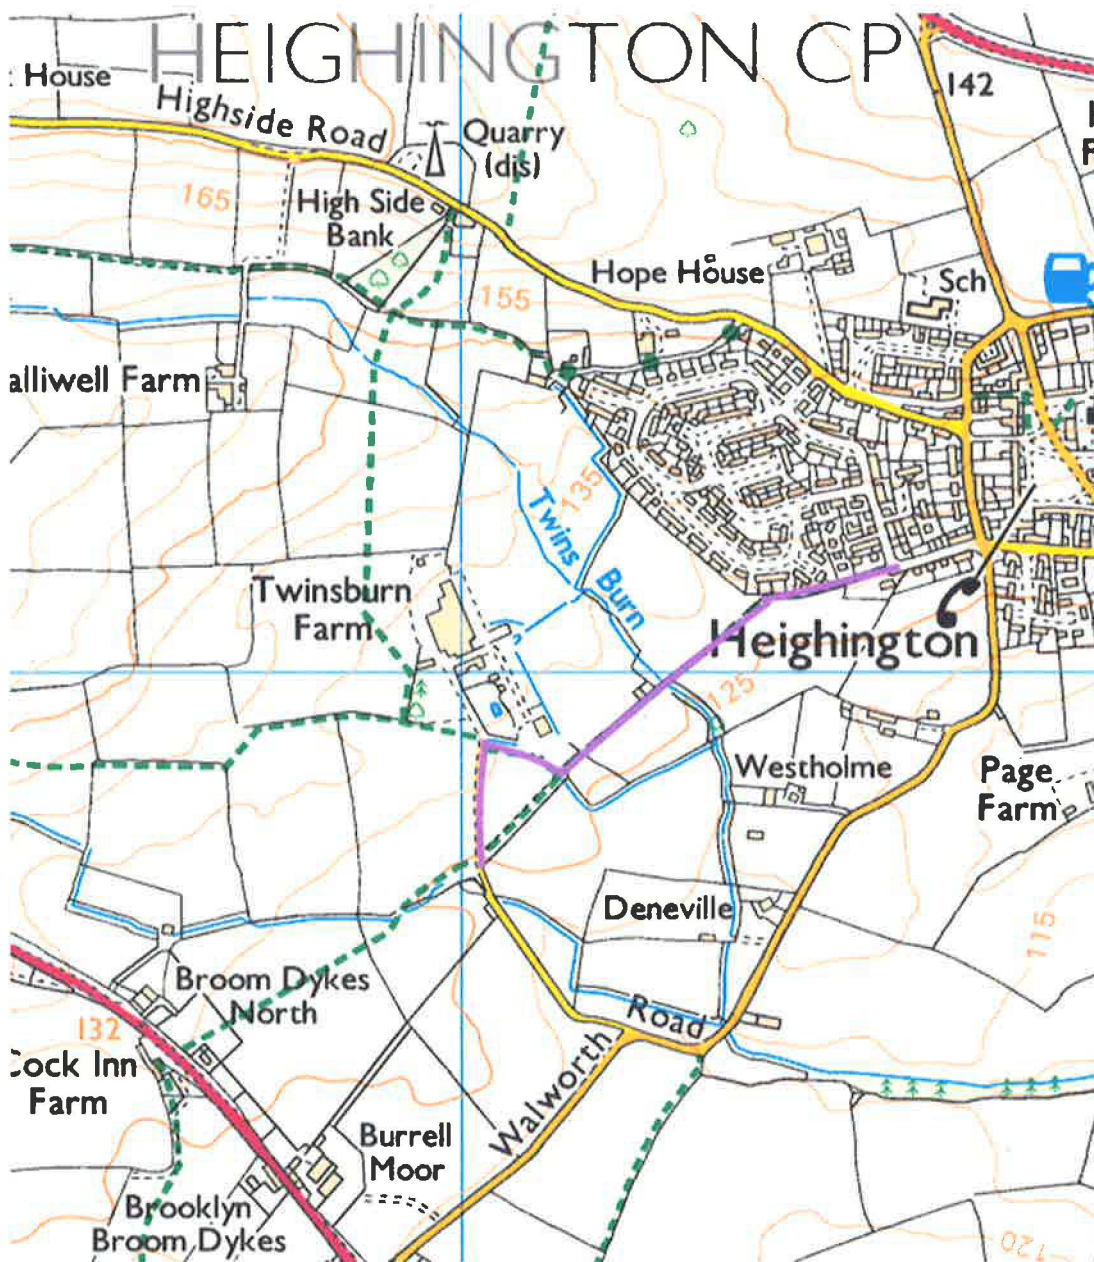 HEIGHINGTON CP
House
Highside Road
Quarry
(dis)
142
165
High Side
Bank
Hope House
Sch
155
alliwell Farm
135
Twins Burn
Twinsburn
Farm
Heighington
125
Westholme
Page
Farm
Deneville
115
Broom Dykes
North
132
Cock Inn
Farm
Walworth Road
Burrell
Moor
Brooklyn
Broom Dykes
120